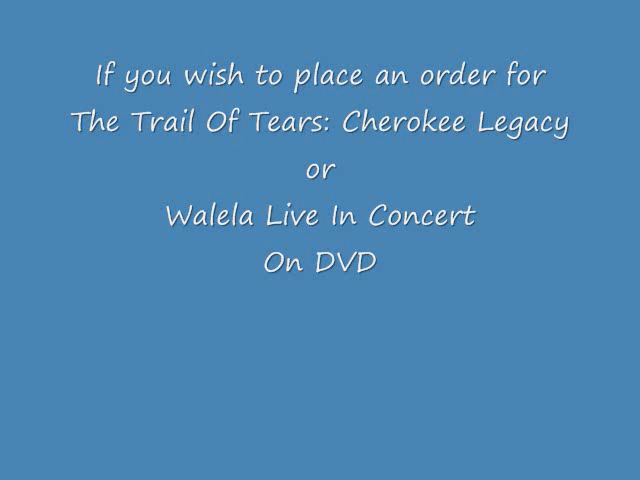 If you wish to place an order for
The Trail Of Tears: Cherokee Legacy
or
Walela Live In Concert
On DVD